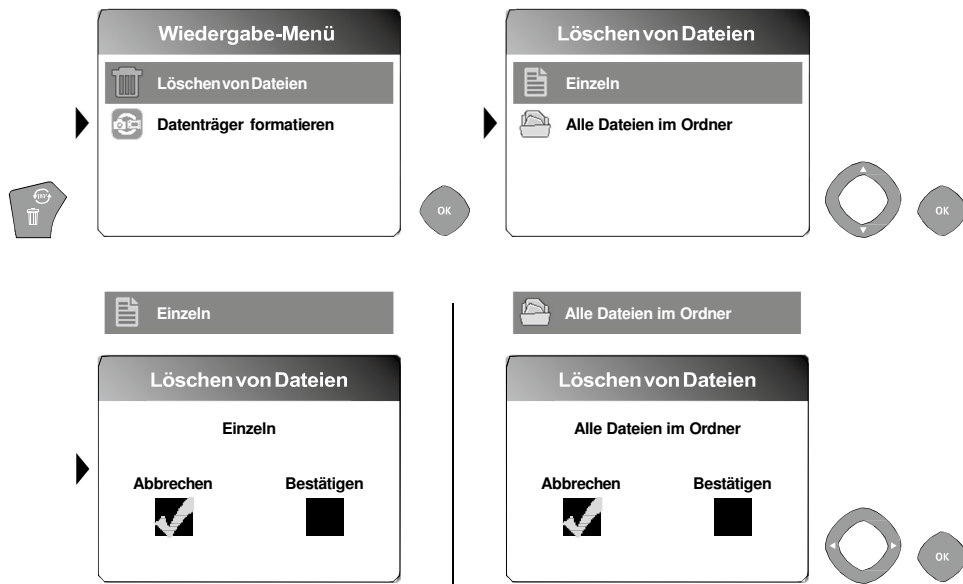 Wiedergabe-Menü
Löschen von Dateien
Datenträger formatieren
OK
Löschen von Dateien
Einzeln
Alle Dateien im Ordner
OK
Einzeln
Löschen von Dateien
Einzeln
Abbrechen Bestätigen
Alle Dateien im Ordner
Löschen von Dateien
Alle Dateien im Ordner
Abbrechen Bestätigen
OK